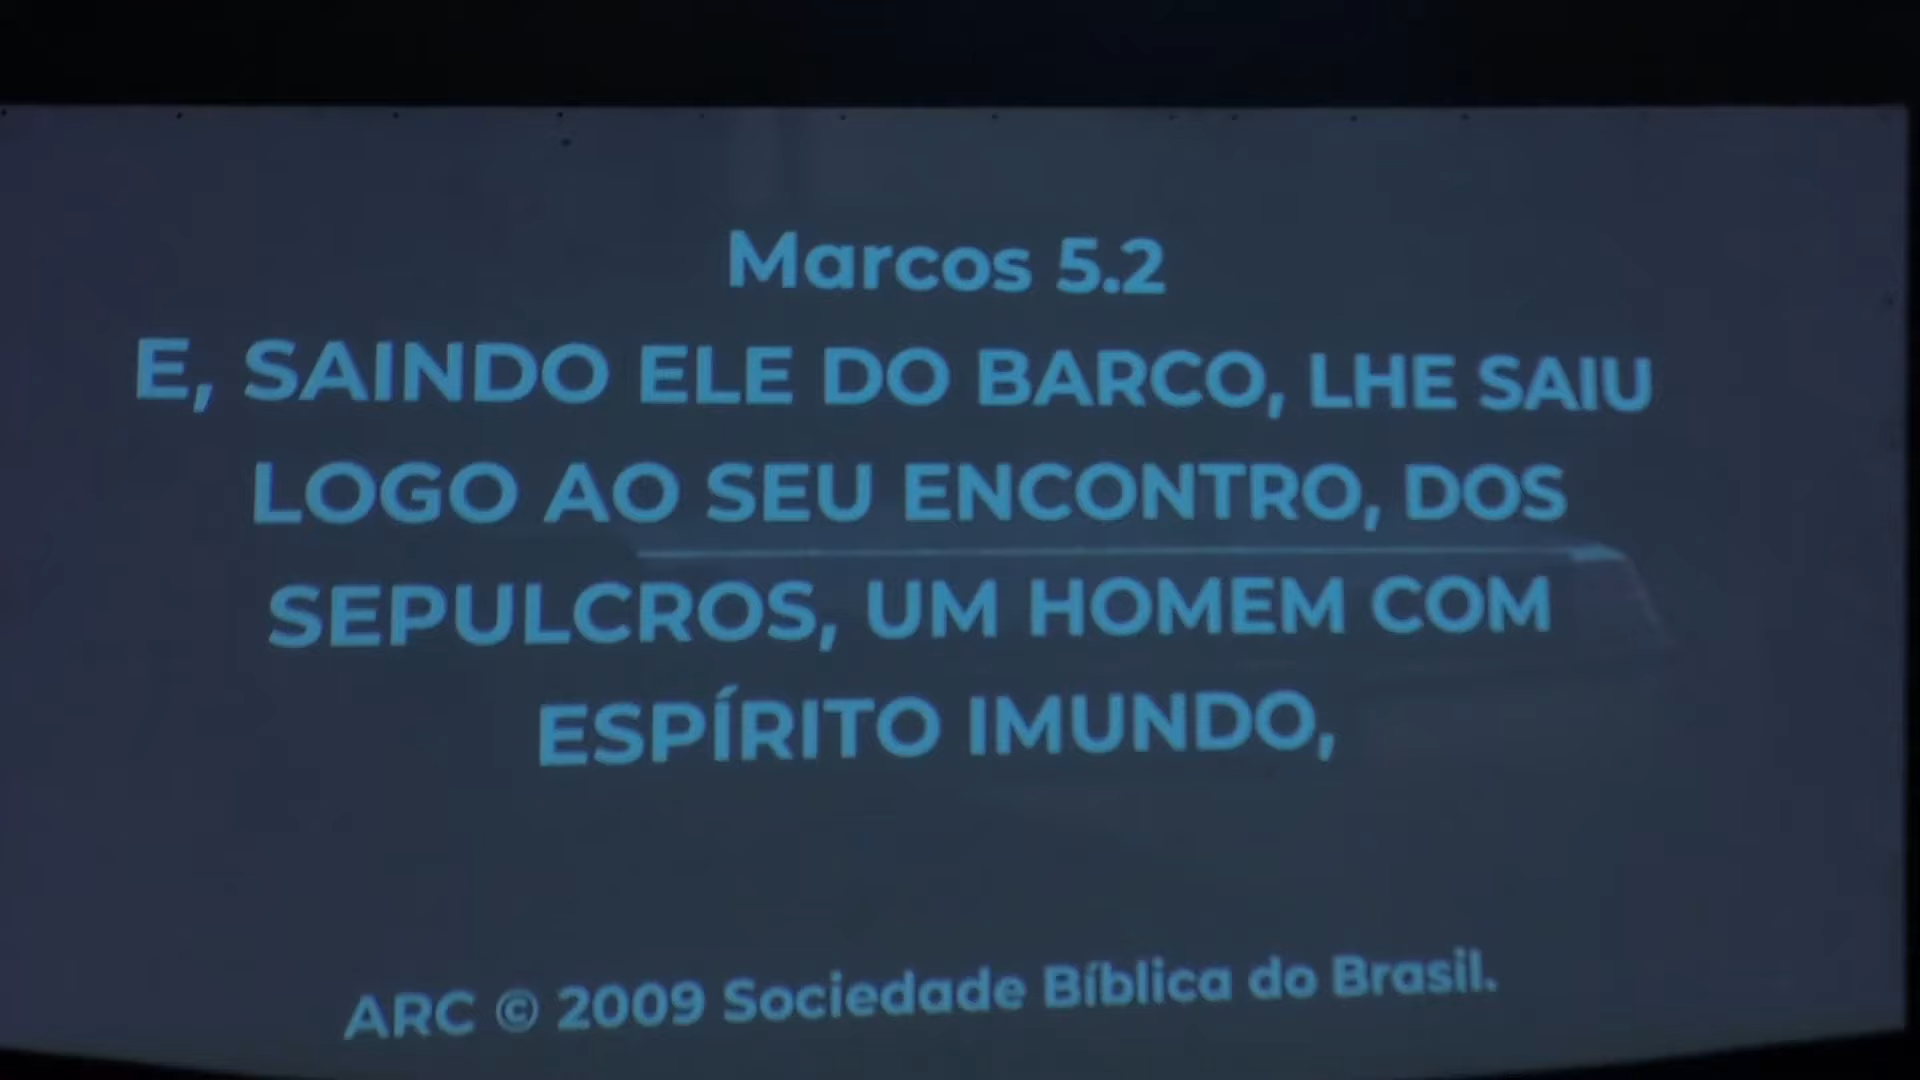 Marcos 5.2
E, SAINDO ELE DO BARCO, LHE SAIU
LOGO AO SEU ENCONTRO, DOS
SEPULCROS, UM HOMEM COM
ESPÍRITO IMUNDO,
ARC © 2009 Sociedade Bíblica do Brasil.